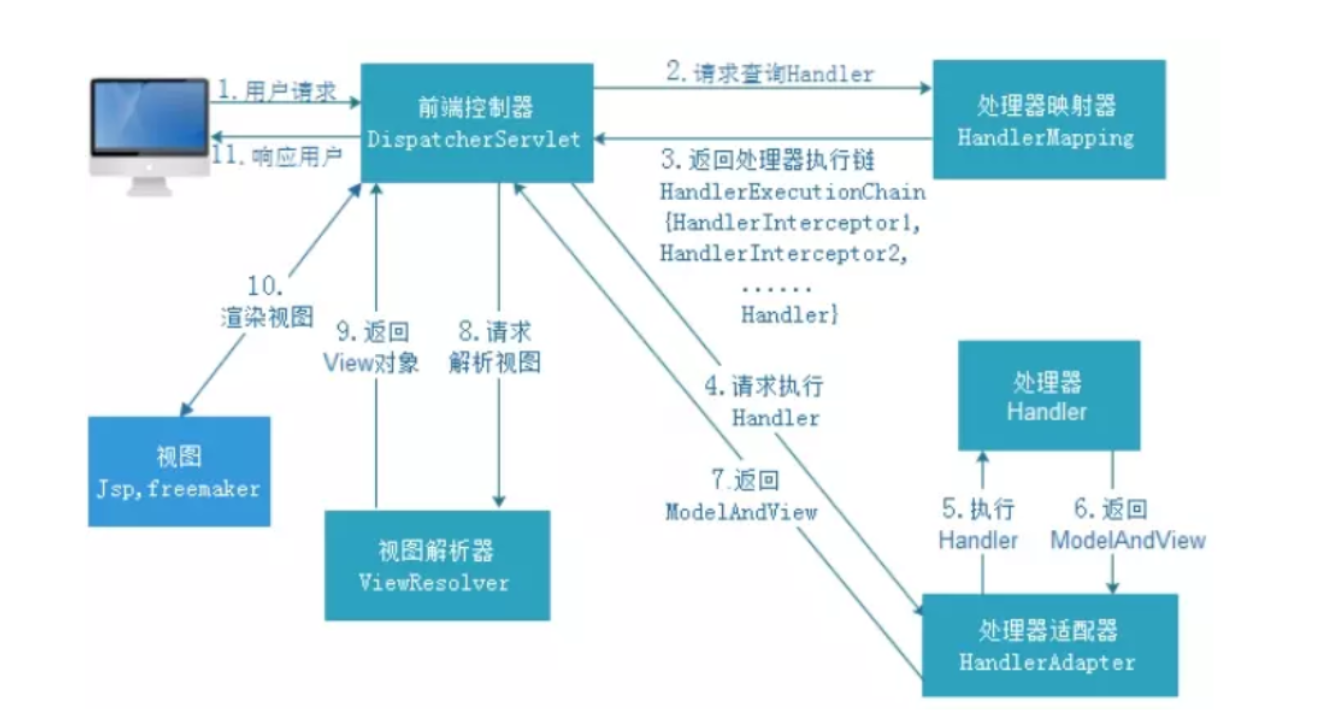 1.用户请求
11.响应用户
前端控制器
DispatcherServlet
2.请求查询Handler
处理器映射器
HandlerMapping
3.返回处理器执行链
HandlerExecutionChain
{HandlerInterceptor1,
HandlerInterceptor2,
......
Handler}
10.
渲染视图
9.返回
View对象
8.请求
解析视图
4.请求执行
Handler
处理器
Handler
视图
Jsp,freemaker
7.返回
ModelAndView
5.执行
Handler
6.返回
ModelAndView
视图解析器
ViewResolver
处理器适配器
HandlerAdapter